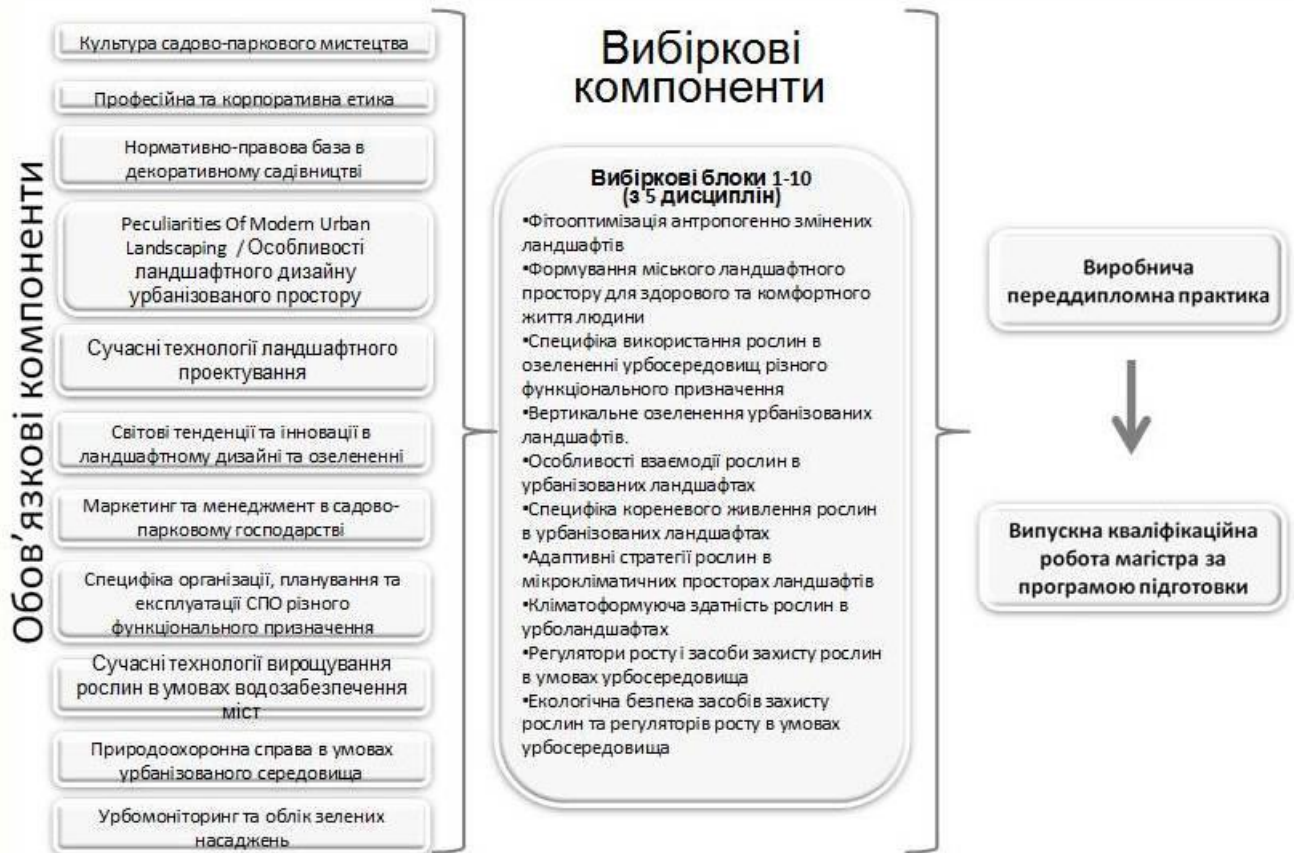 Обов’язкові компоненти
Культура садово-паркового мистецтва
Професійна та корпоративна етика
Нормативно-правова база в
декоративному садівництві
Peculiarities Of Modern Urban
Landscaping / Особливості
ландшафтного дизайну
урбанізованого простору
Сучасні технології ландшафтного
проектування
Світові тенденції та інновації в
ландшафтному дизайні та озелененні
Маркетинг та менеджмент в садово-
парковому господарстві
Специфіка організації, планування та
експлуатації СПО різного
функціонального призначення
Сучасні технології вирощування
рослин в умовах водозабезпечення
міст
Природоохоронна справа в умовах
урбанізованого середовища
Урбомоніторинг та облік зелених
насаджень
Вибіркові
компоненти
Вибіркові блоки 1-10
(з 5 дисциплін)
•Фітооптимізація антропогенно змінених
ландшафтів
•Формування міського ландшафтного
простору для здорового та комфортного
життя людини
•Специфіка використання рослин в
озелененні урбосередовищ різного
функціонального призначення
•Вертикальне озеленення урбанізованих
ландшафтів.
•Особливості взаємодії рослин в
урбанізованих ландшафтах
•Специфіка кореневого живлення рослин
в урбанізованих ландшафтах
•Адаптивні стратегії рослин в
мікрокліматичних просторах ландшафтів
•Кліматоформуюча здатність рослин в
урболандшафтах
•Регулятори росту і засоби захисту рослин
в умовах урбосередовища
•Екологічна безпека засобів захисту
рослин та регуляторів росту в умовах
урбосередовища
Виробнича
переддипломна практика
Випускна кваліфікаційна
робота магістра за
програмою підготовки